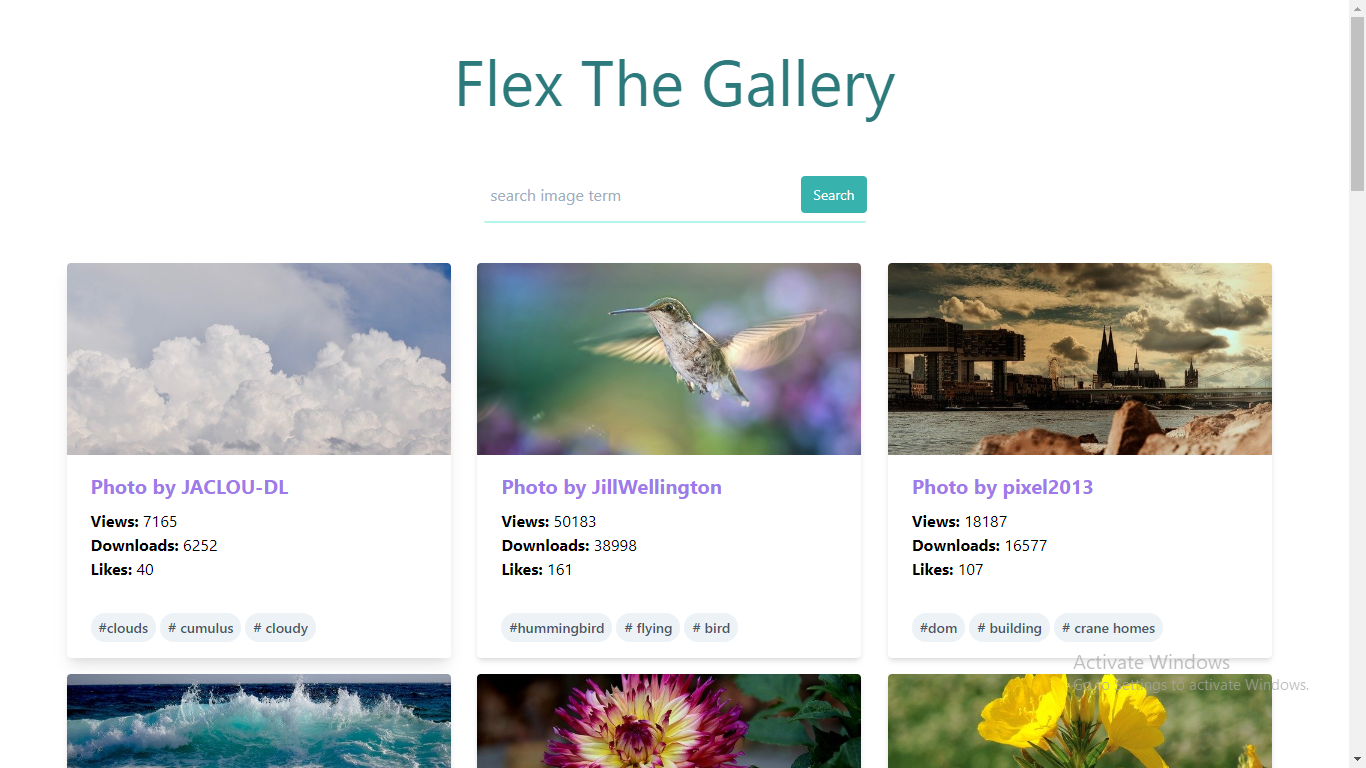 Flex The Gallery
search image term
Search
Photo by JACLOU-DL
Views: 7165
Downloads: 6252
Likes: 40
#clouds # cumulus # cloudy
Photo by JillWellington
Views: 50183
Downloads: 38998
Likes: 161
#hummingbird # flying # bird
Photo by pixel2013
Views: 18187
Downloads: 16577
Likes: 107
#dom # building # crane homes
Activate Windows
Go to Settings to activate Windows.